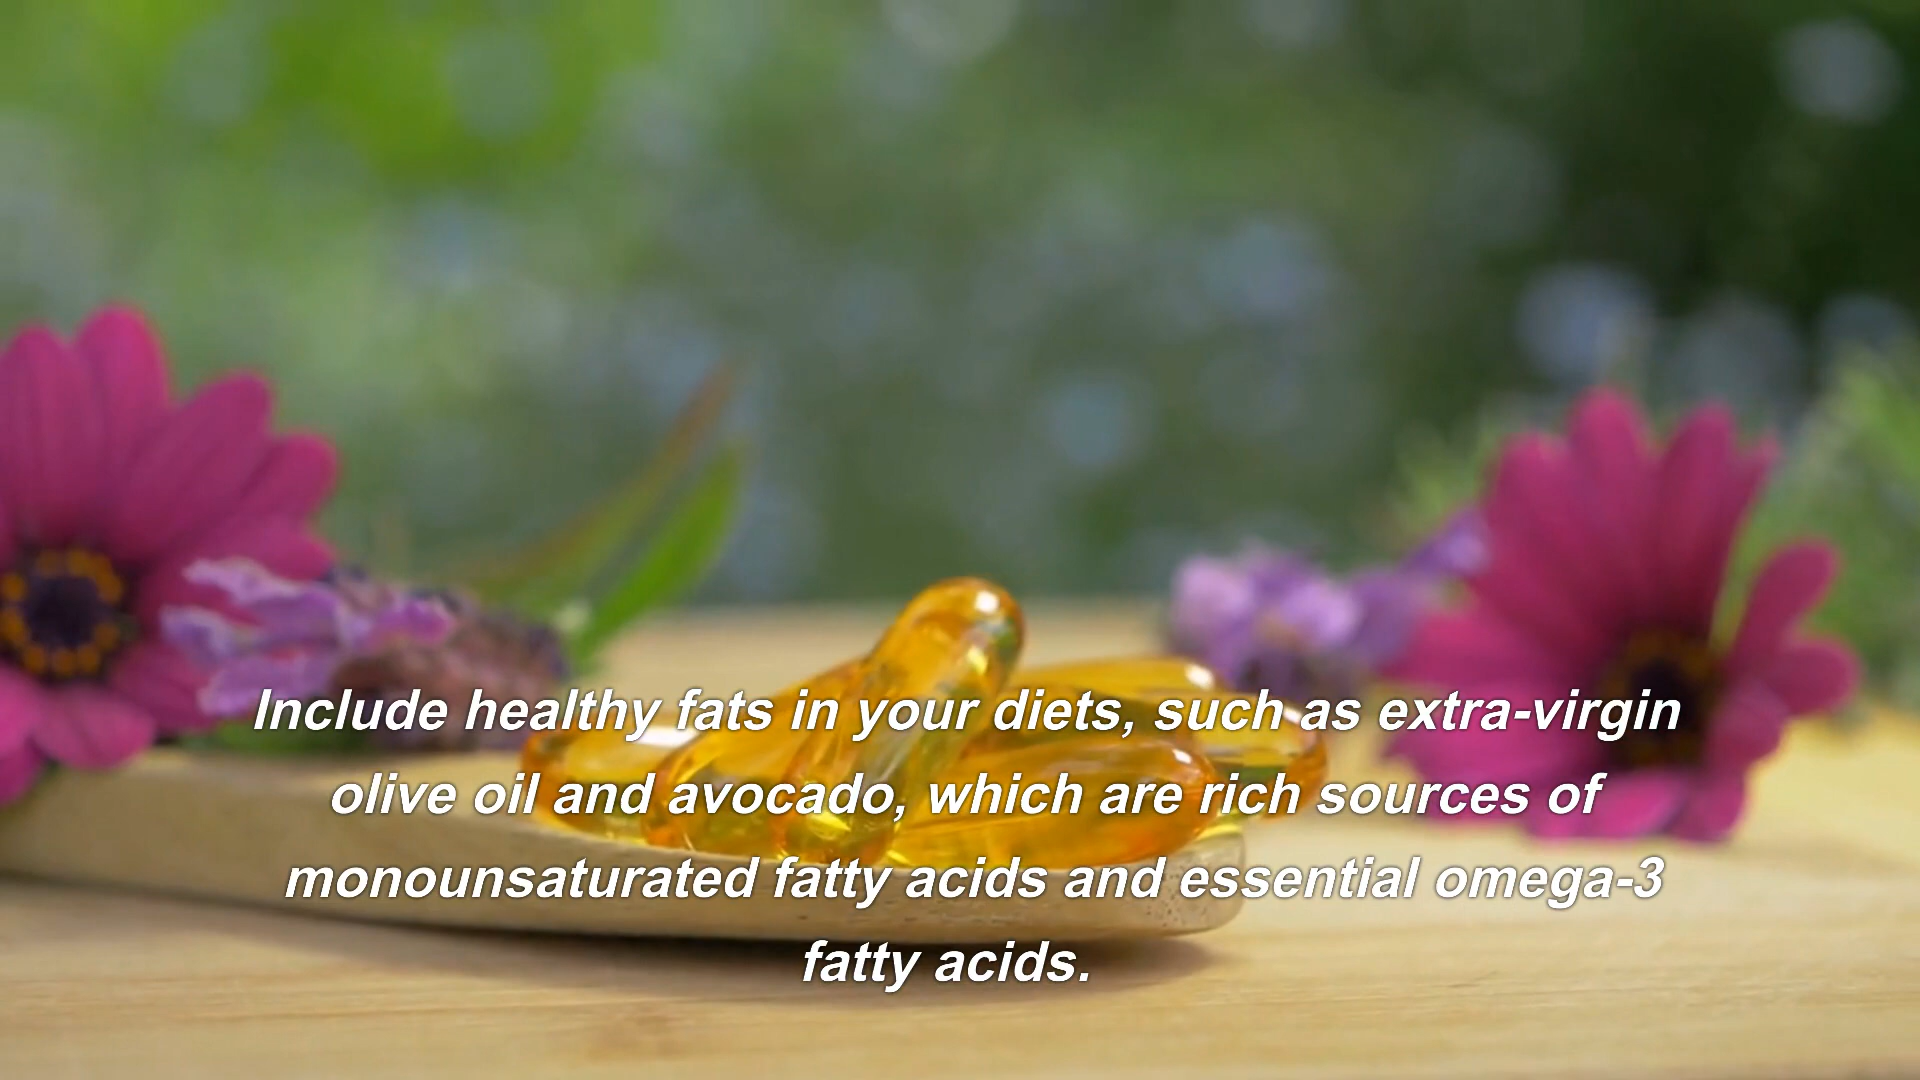 Include healthy fats in your diets, such as extra-virgin
olive oil and avocado, which are rich sources of
monounsaturated fatty acids and essential omega-3
fatty acids.